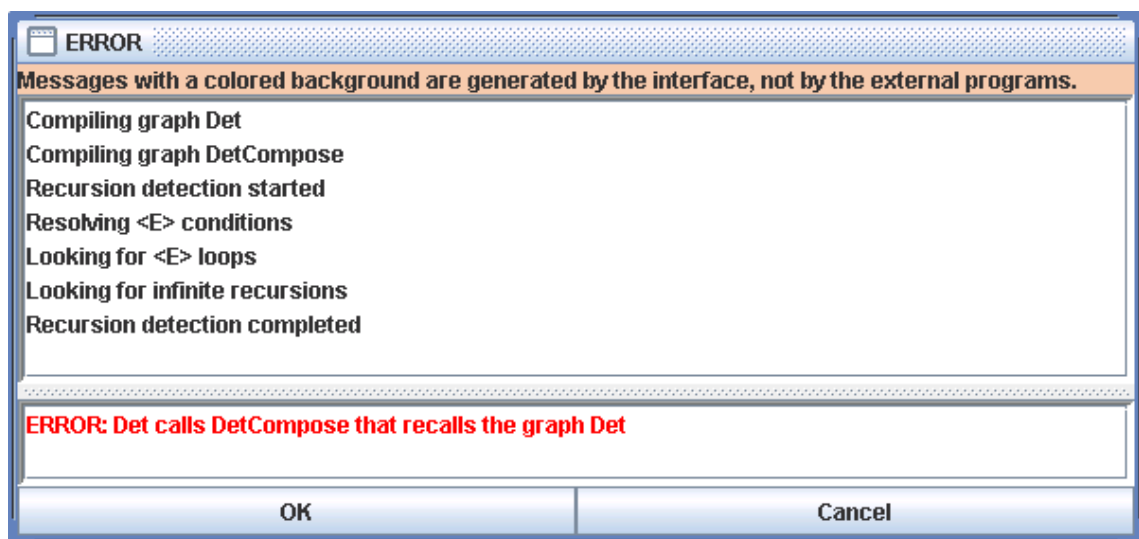 ERROR
Messages with a colored background are generated by the interface, not by the external programs.
Compiling graph Det
Compiling graph DetCompose
Recursion detection started
Resolving <E> conditions
Looking for <E> loops
Looking for infinite recursions
Recursion detection completed
ERROR: Det calls DetCompose that recalls the graph Det
OK
Cancel